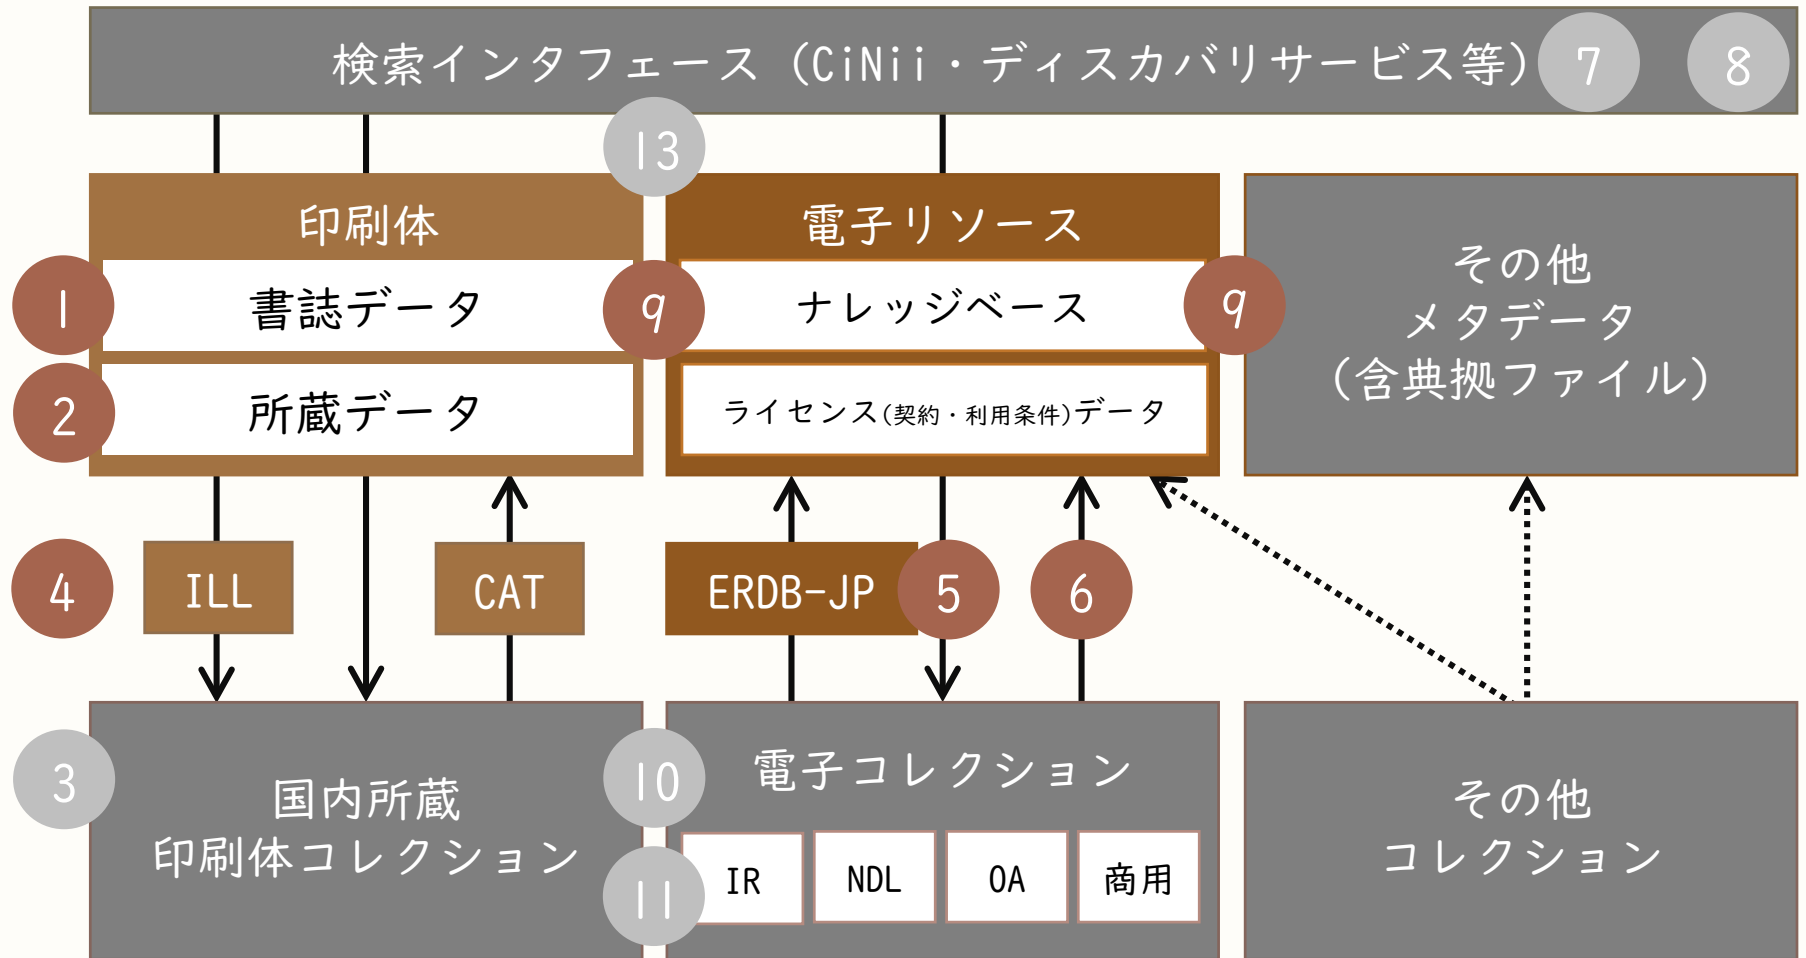 検索インタフェース（CiNii・ディスカバリサービス等）
7
8
13
印刷体
電子リソース
その他
メタデータ
（含典拠ファイル）
1
書誌データ
9
ナレッジベース
9
2
所蔵データ
ライセンス(契約・利用条件)データ
4
ILL
CAT
ERDB-JP
5
6
3
国内所蔵
印刷体コレクション
10
電子コレクション
11
IR
NDL
OA
商用
その他
コレクション